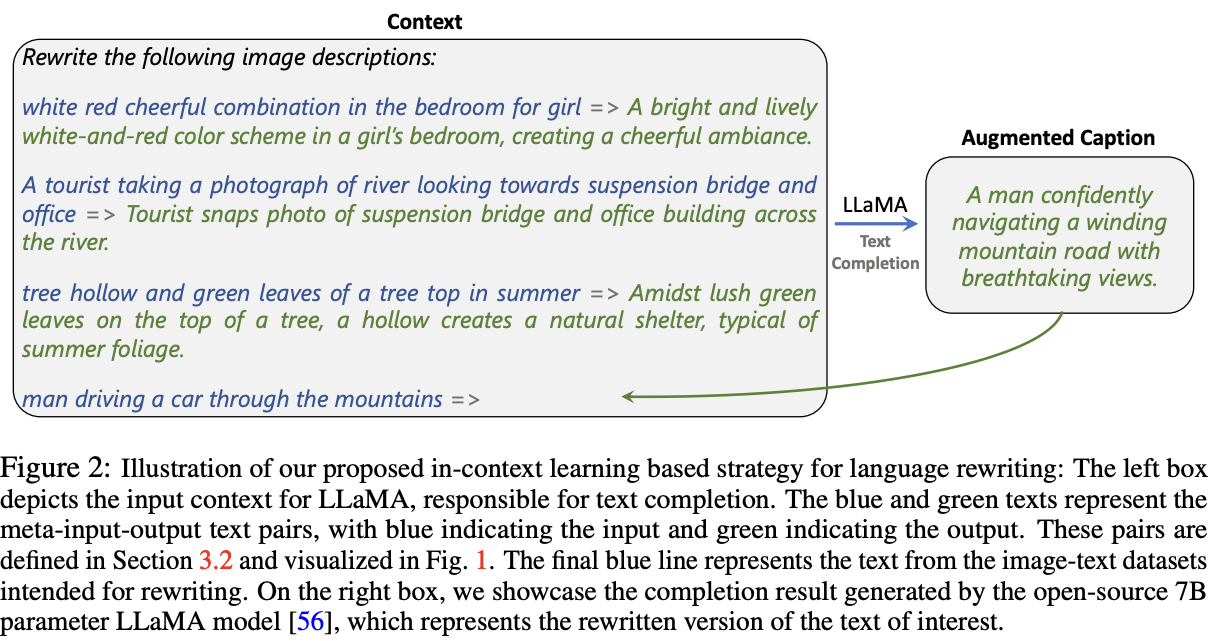 Context
Rewrite the following image descriptions:
white red cheerful combination in the bedroom for girl => A bright and lively
white-and-red color scheme in a girl's bedroom, creating a cheerful ambiance.
A tourist taking a photograph of river looking towards suspension bridge and
office => Tourist snaps photo of suspension bridge and office building across
the river.
tree hollow and green leaves of a tree top in summer => Amidst lush green
leaves on the top of a tree, a hollow creates a natural shelter, typical of
summer foliage.
man driving a car through the mountains =>
LLaMA
Text
Completion
Augmented Caption
A man confidently
navigating a winding
mountain road with
breathtaking views.
Figure 2: Illustration of our proposed in-context learning based strategy for language rewriting: The left box
depicts the input context for LLaMA, responsible for text completion. The blue and green texts represent the
meta-input-output text pairs, with blue indicating the input and green indicating the output. These pairs are
defined in Section 3.2 and visualized in Fig. 1. The final blue line represents the text from the image-text datasets
intended for rewriting. On the right box, we showcase the completion result generated by the open-source 7B
parameter LLaMA model [56], which represents the rewritten version of the text of interest.